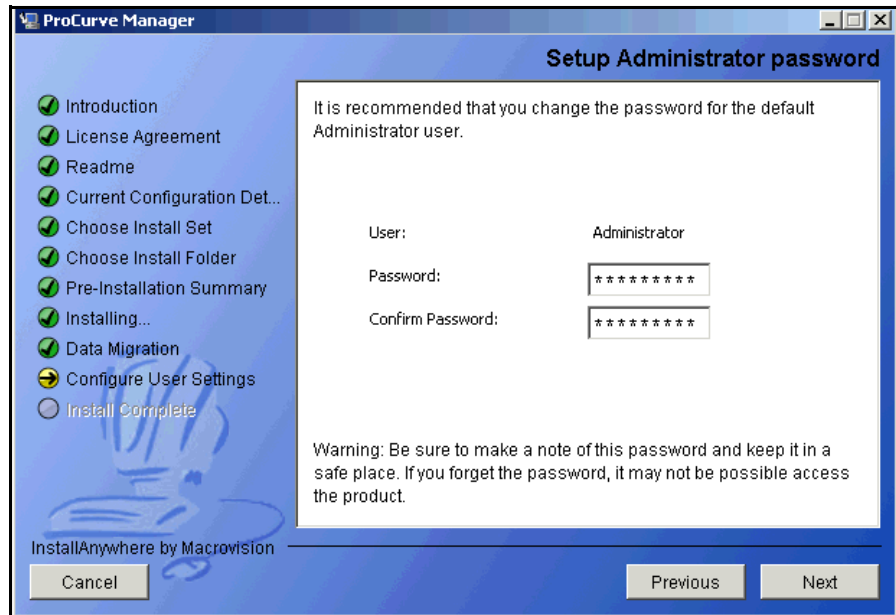 ProCurve Manager
Setup Administrator password
Introduction
License Agreement
Readme
Current Configuration Det...
Choose Install Set
Choose Install Folder
Pre-Installation Summary
Installing...
Data Migration
Configure User Settings
Install Complete
It is recommended that you change the password for the default
Administrator user.
User: Administrator
Password: *********
Confirm Password: *********
Warning: Be sure to make a note of this password and keep it in a
safe place. If you forget the password, it may not be possible access
the product.
InstallAnywhere by Macrovision
Cancel Previous Next